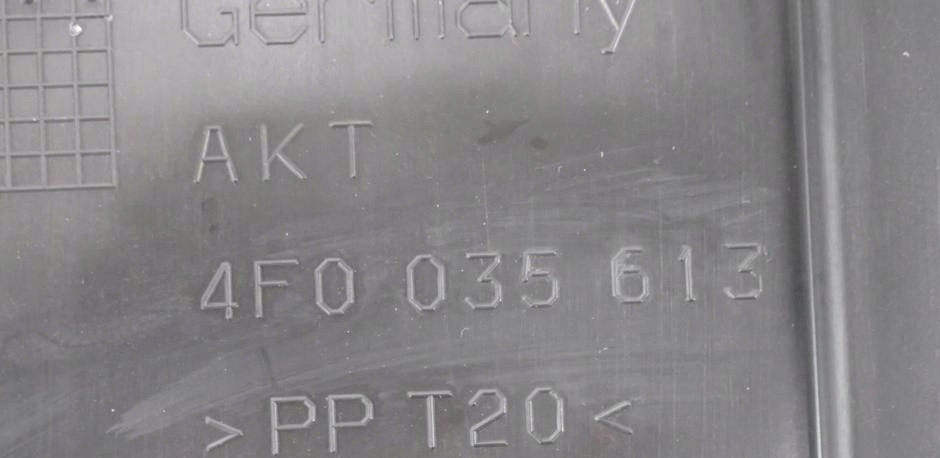 Germany
AKT
4F0 035 613
>PP T20<